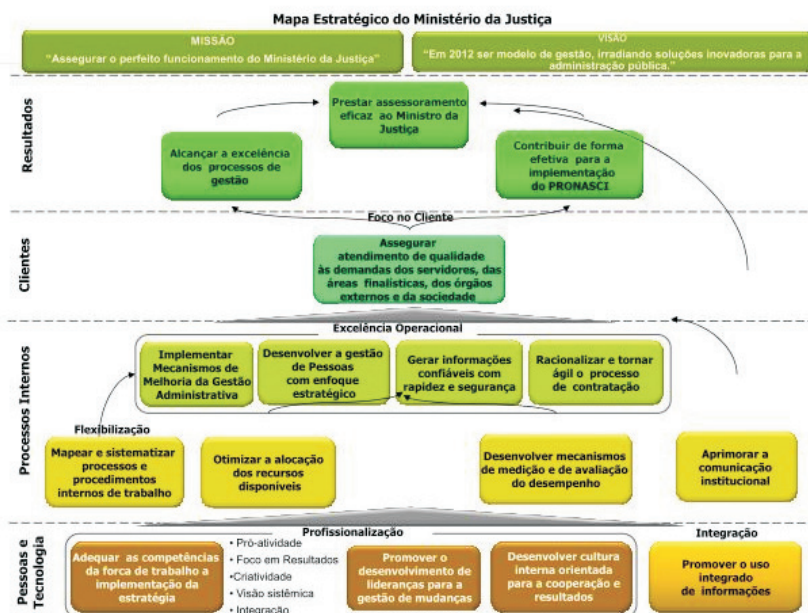 Mapa Estratégico do Ministério da Justiça
MISSÃO
"Assegurar o perfeito funcionamento do Ministério da Justiça"
VISÃO
"Em 2012 ser modelo de gestão, irradiando soluções inovadoras para a
administração pública."
Resultados
Prestar assessoramento
eficaz ao Ministro da
Justiça
Alcançar a excelência
dos processos de
gestão
Contribuir de forma
efetiva para a
implementação
do PRONASCI
Clientes
Foco no Cliente
Assegurar
atendimento de qualidade
às demandas dos servidores, das
áreas finalísticas, dos órgãos
externos e da sociedade
Processos Internos
Excelência Operacional
Implementar
Mecanismos de
Melhoria da Gestão
Administrativa
Desenvolver a gestão
de Pessoas
com enfoque
estratégico
Gerar informações
confiáveis com
rapidez e segurança
Racionalizar e tornar
ágil o processo
de contratação
Flexibilização
Mapear e sistematizar
processos e
procedimentos
internos de trabalho
Otimizar a alocação
dos recursos
disponíveis
Desenvolver mecanismos
de medição e de avaliação
do desempenho
Aprimorar a
comunicação
institucional
Pessoas e
Tecnologia
Profissionalização
Adequar as competências
da força de trabalho a
implementação da
estratégia
• Pró-atividade
• Foco em Resultados
•Criatividade
• Visão sistêmica
• Integração
Promover o
desenvolvimento de
lideranças para a
gestão de mudanças
Desenvolver cultura
interna orientada
para a cooperação e
resultados
Integração
Promover o uso
integrado
de informações